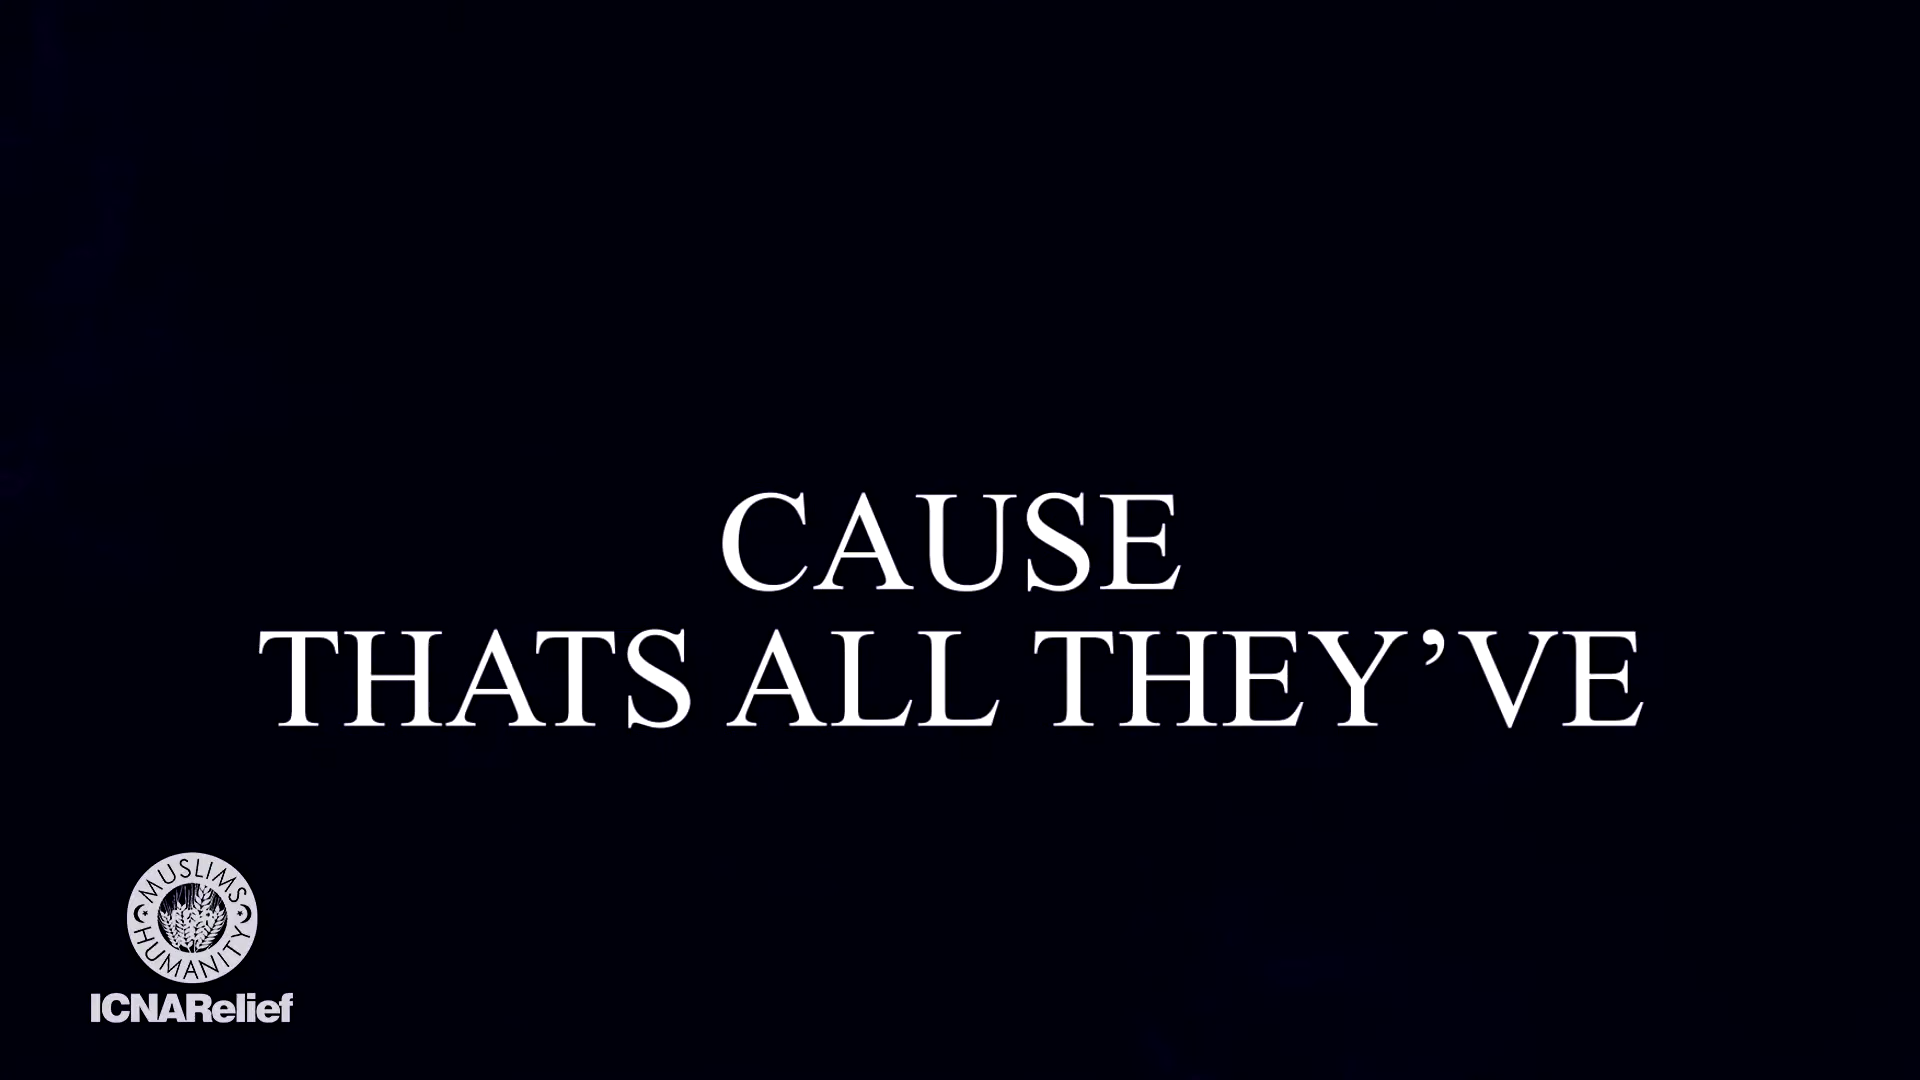 CAUSE
THATS ALL THEY’VE
MUSLIMS
HUMANITY
ICNARelief